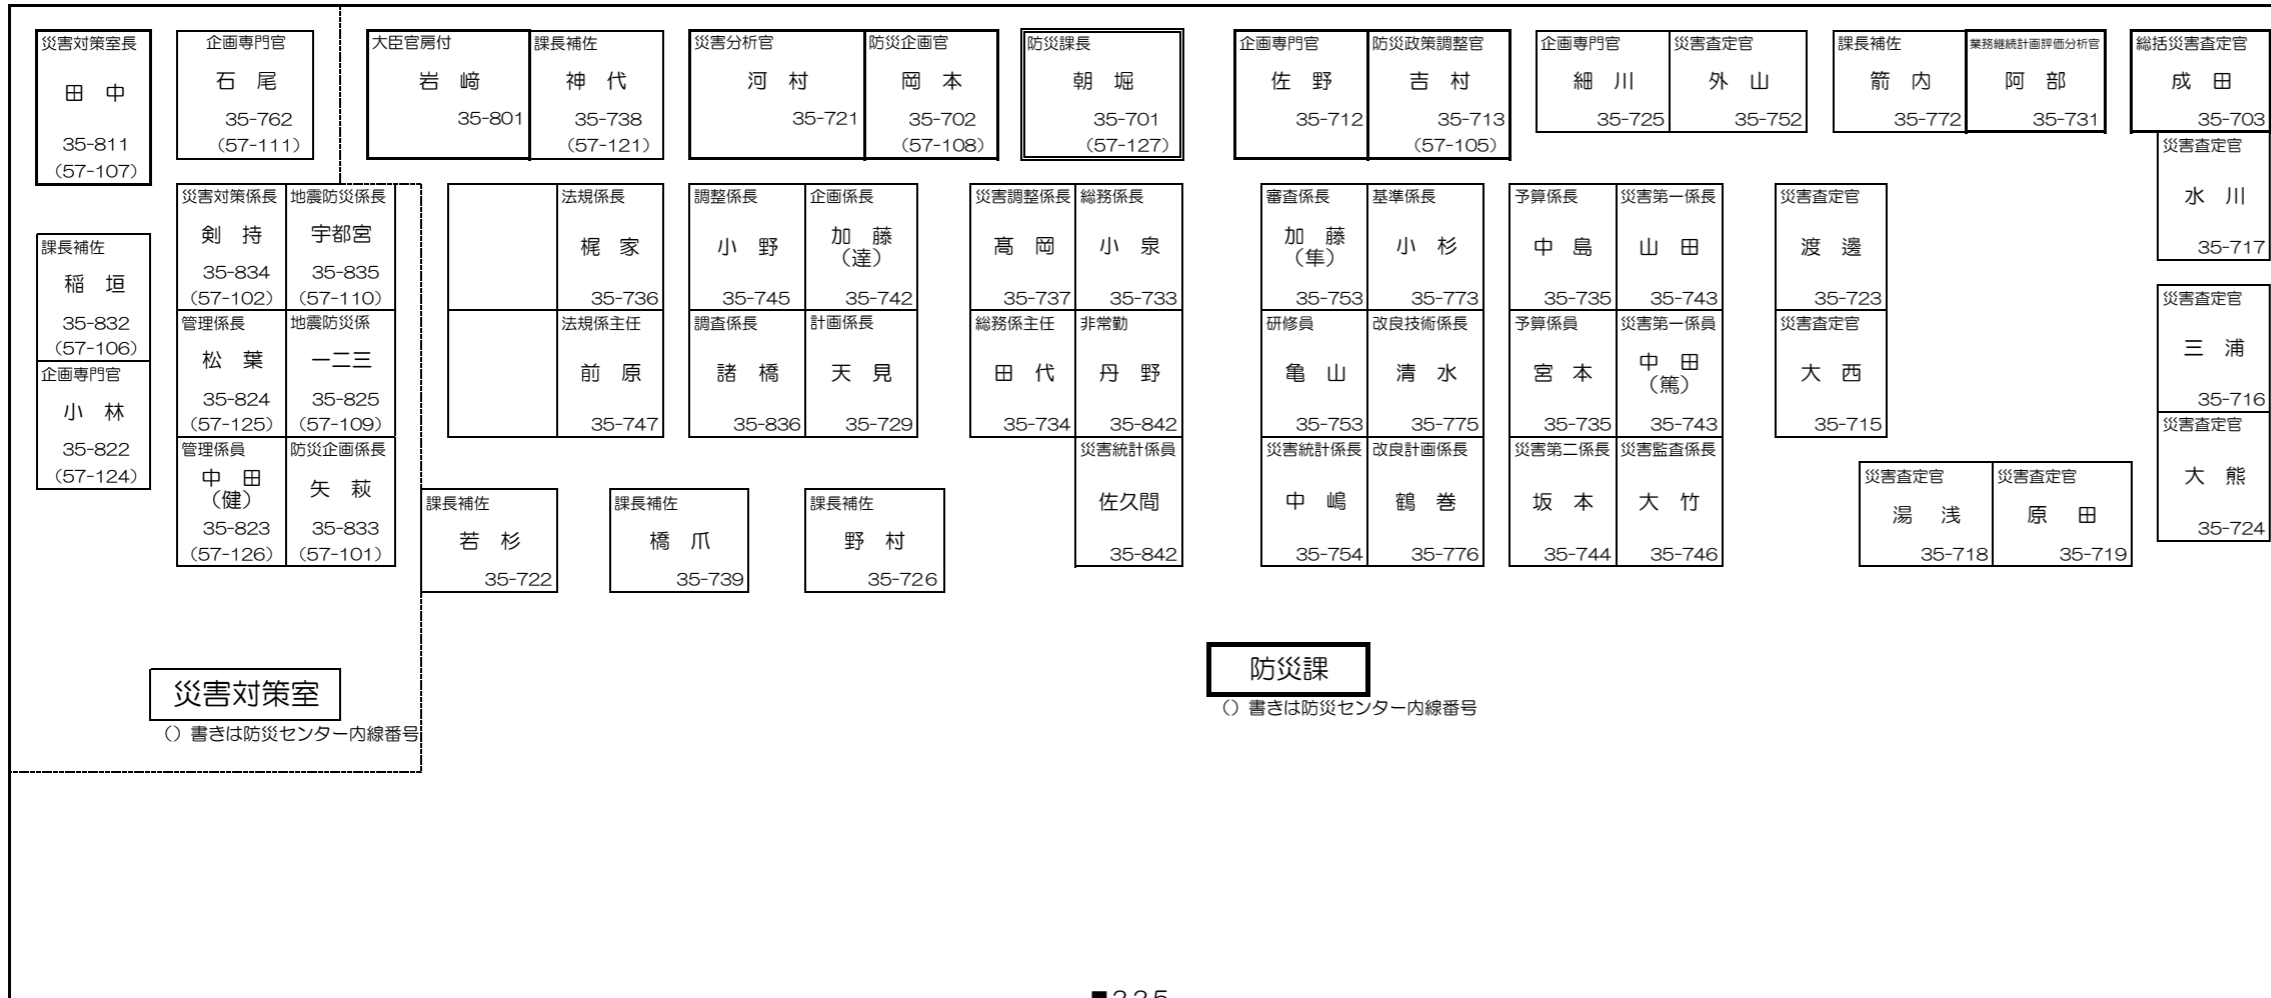 災害対策室長
田 中
35-811
(57-107)
企画専門官
石 尾
35-762
(57-111)
大臣官房付
岩 﨑
35-801
課長補佐
神 代
35-738
(57-121)
災害分析官
河 村
35-721
防災企画官
岡 本
35-702
(57-108)
防災課長
朝 堀
35-701
(57-127)
企画専門官
佐 野
35-712
防災政策調整官
吉 村
35-713
(57-105)
企画専門官
細 川
35-725
災害査定官
外 山
35-752
課長補佐
箭 内
35-772
業務継続計画評価分析官
阿 部
35-731
総括災害査定官
成 田
35-703
災害査定官
水 川
35-717
課長補佐
稲 垣
35-832
(57-106)
企画専門官
小 林
35-822
(57-124)
災害対策係長
剣 持
35-834
(57-102)
地震防災係長
宇都宮
35-835
(57-110)
管理係長
松 葉
35-824
(57-125)
地震防災係
一二三
35-825
(57-109)
管理係員
中 田
(健)
35-823
(57-126)
防災企画係長
矢 萩
35-833
(57-101)
法規係長
梶 家
35-736
法規係主任
前 原
35-747
調整係長
小 野
35-745
企画係長
加 藤
(達)
35-742
調査係長
諸 橋
35-836
計画係長
天 見
35-729
災害調整係長
髙 岡
35-737
総務係長
小 泉
35-733
総務係主任
田 代
35-734
非常勤
丹 野
35-842
災害統計係員
佐久間
35-842
審査係長
加 藤
(隼)
35-753
基準係長
小 杉
35-773
研修員
亀 山
35-753
改良技術係長
清 水
35-775
災害統計係長
中 嶋
35-754
改良計画係長
鶴 巻
35-776
予算係長
中 島
35-735
災害第一係長
山 田
35-743
予算係員
宮 本
35-735
災害第一係員
中 田
(篤)
35-743
災害第二係長
坂 本
35-744
災害監査係長
大 竹
35-746
災害査定官
渡 邊
35-723
災害査定官
大 西
35-715
災害査定官
三 浦
35-716
災害査定官
大 熊
35-724
災害査定官
湯 浅
35-718
災害査定官
原 田
35-719
課長補佐
若 杉
35-722
課長補佐
橋 爪
35-739
課長補佐
野 村
35-726
災害対策室
()書きは防災センター内線番号
防災課
()書きは防災センター内線番号